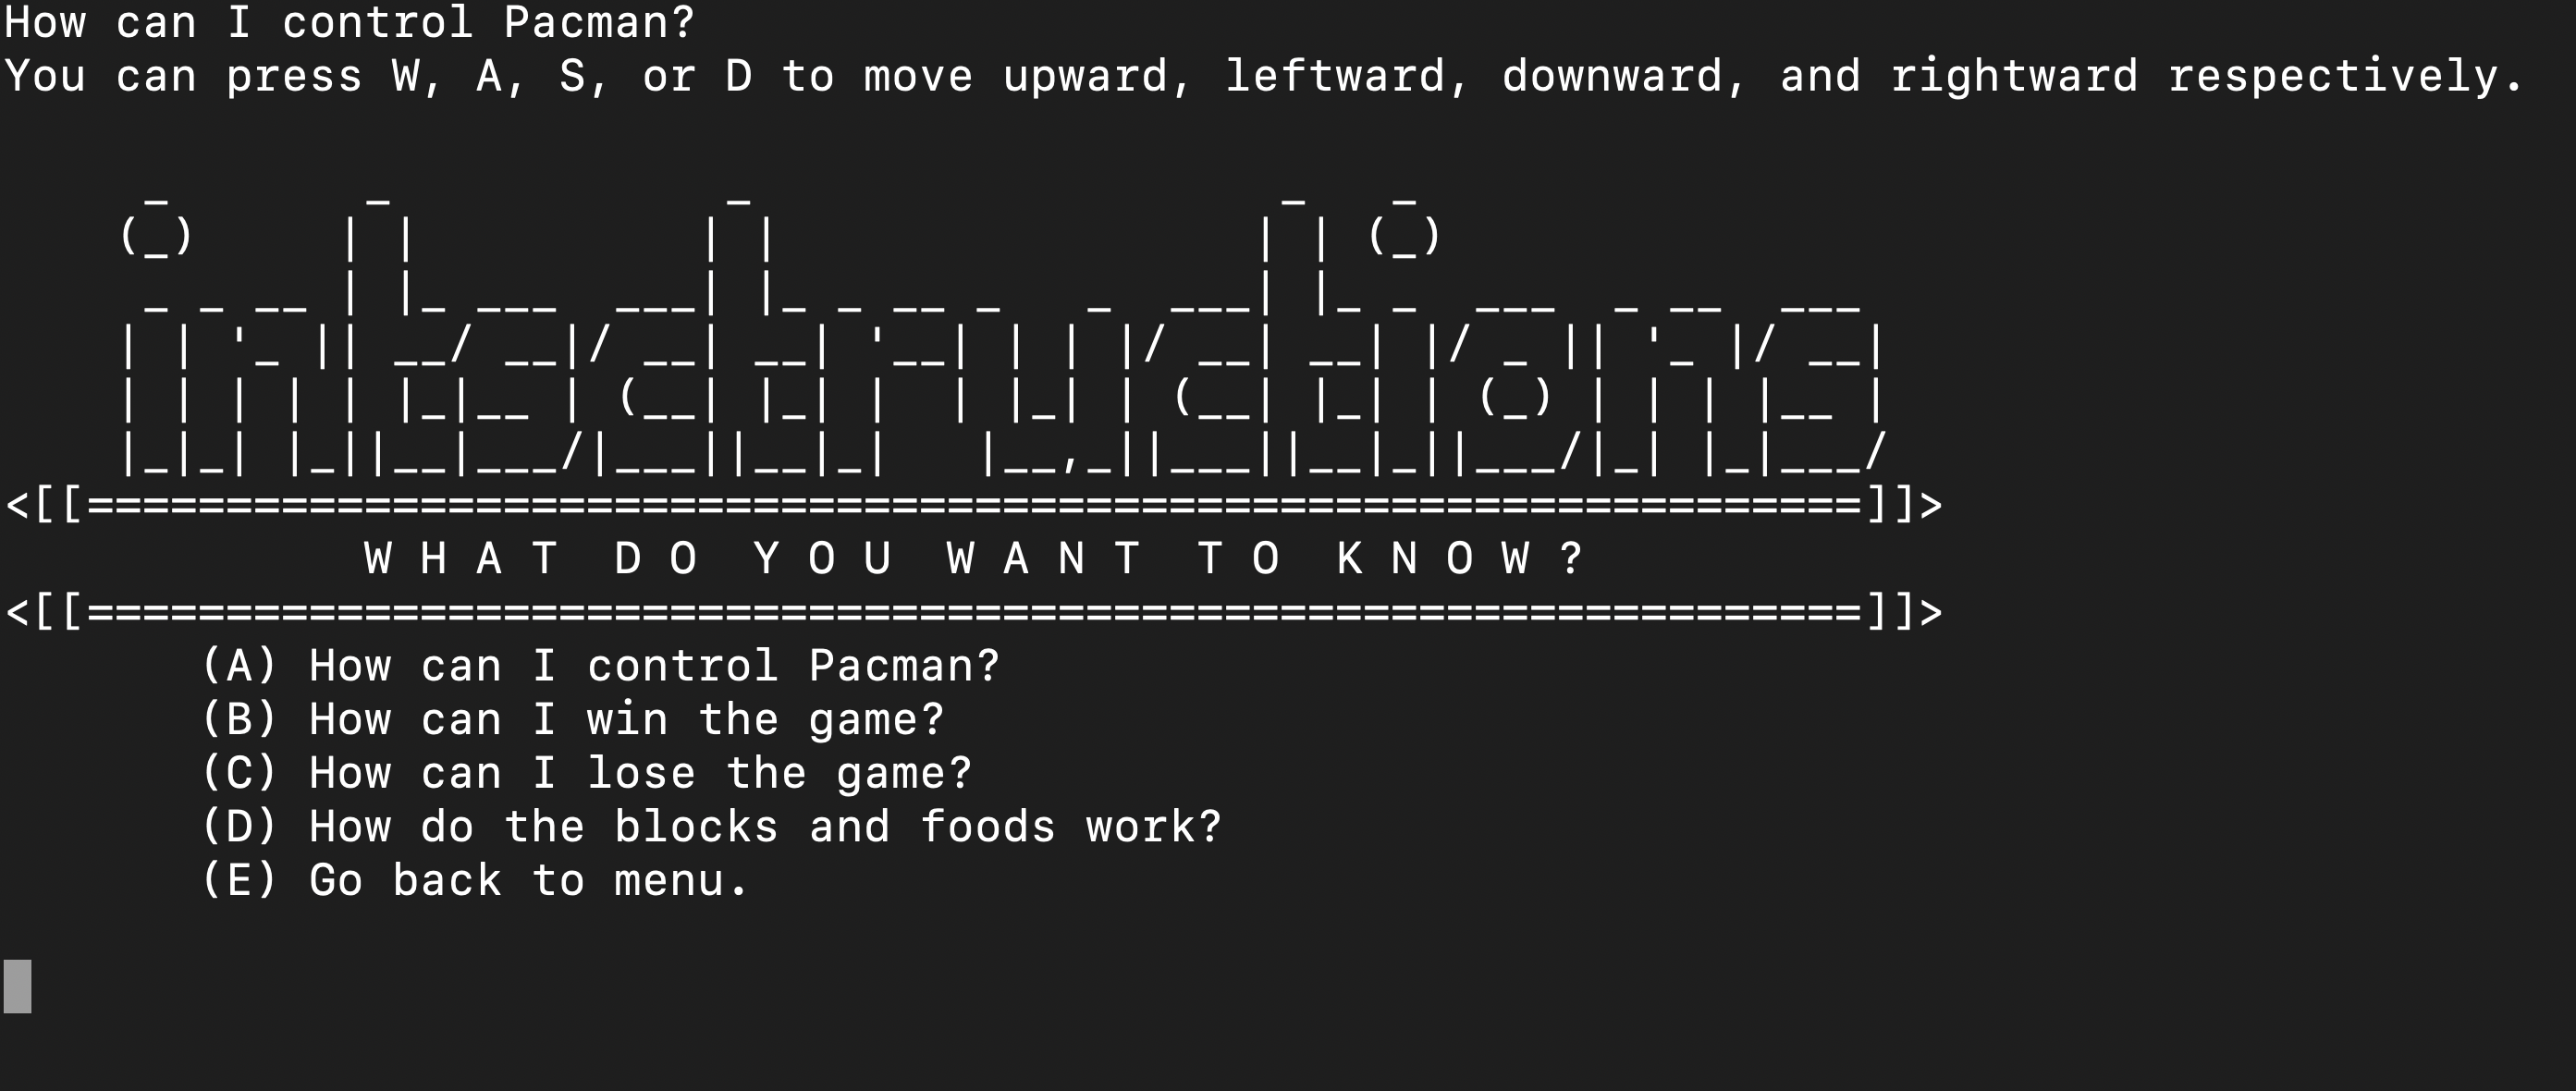 How can I control Pacman?
You can press W, A, S, or D to move upward, leftward, downward, and rightward respectively.
instructions
<[[================================================================]]>
W H A T  D O  Y O U  W A N T  T O  K N O W ?
<[[================================================================]]>
(A) How can I control Pacman?
(B) How can I win the game?
(C) How can I lose the game?
(D) How do the blocks and foods work?
(E) Go back to menu.